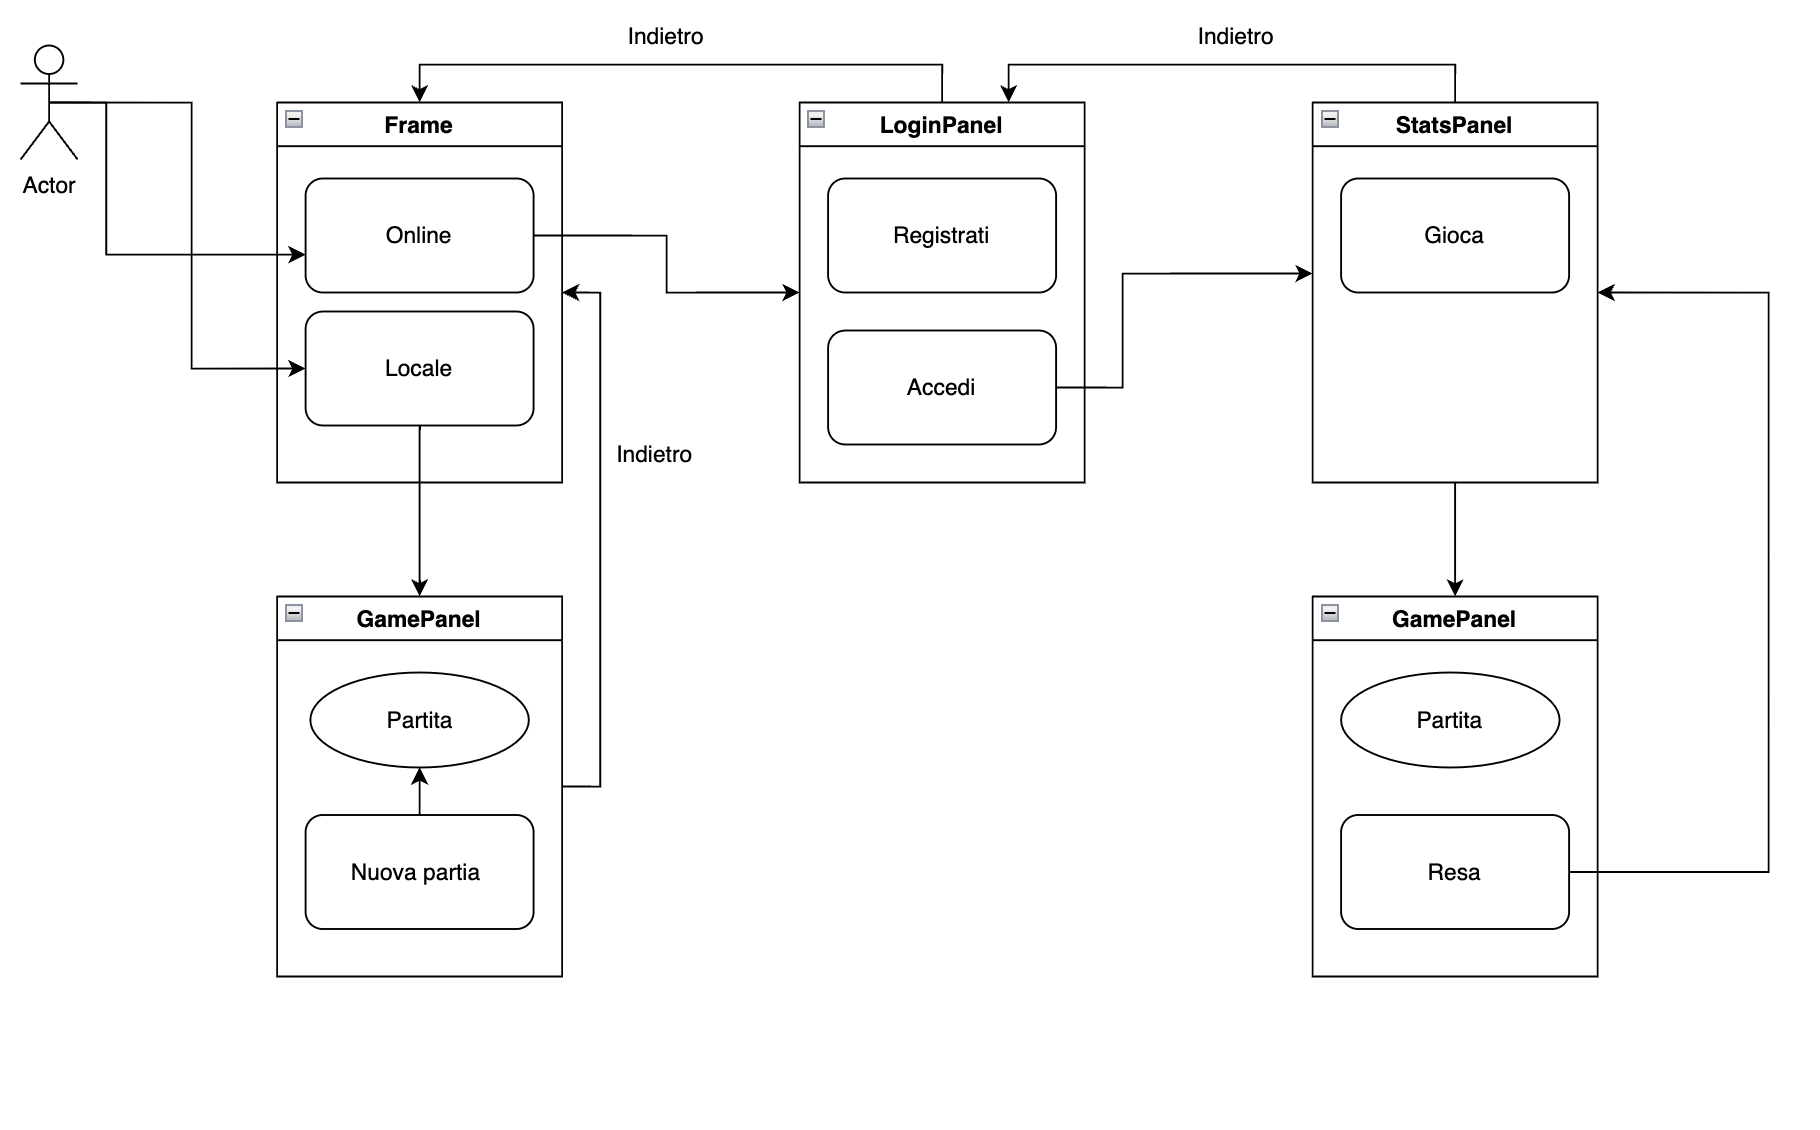 Indietro
Indietro
Actor
Frame
LoginPanel
StatsPanel
Online
Registrati
Gioca
Locale
Accedi
Indietro
GamePanel
GamePanel
Partita
Partita
Nuova partia
Resa